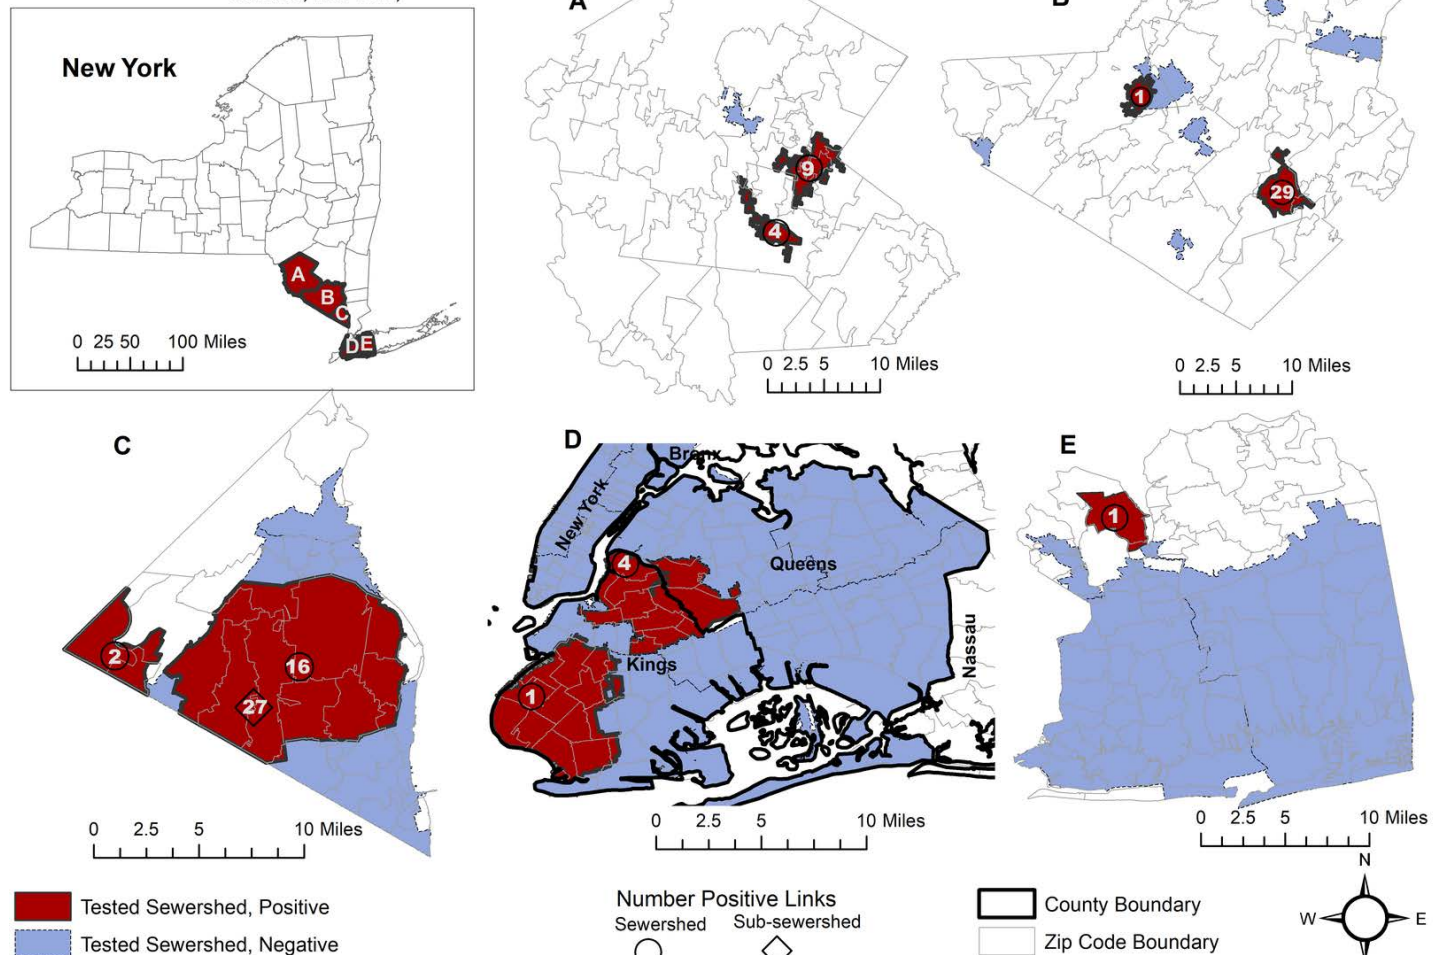 A
B
New York
1
9
29
4
A
B
C
DE
0 25 50 100 Miles
0 2.5 5 10 Miles
0 2.5 5 10 Miles
C
D
E
Bronx
New York
1
4
Queens
2
16
Kings
Nassau
27
1
0 2.5 5 10 Miles
0 2.5 5 10 Miles
0 2.5 5 10 Miles
N
W E
Tested Sewershed, Positive
Tested Sewershed, Negative
Number Positive Links
Sewershed Sub-sewershed
County Boundary
Zip Code Boundary